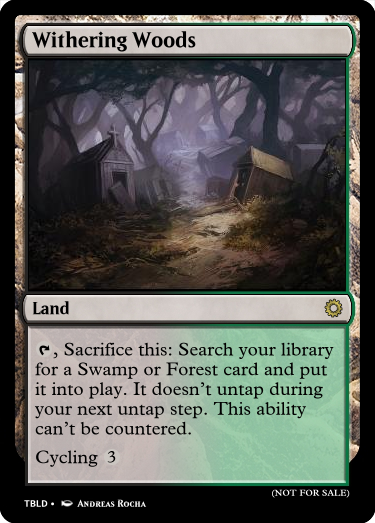 Withering Woods
Land
, Sacrifice this: Search your library
for a Swamp or Forest card and put
it into play. It doesn't untap during
your next untap step. This ability
can't be countered.
Cycling 3
(NOT FOR SALE)
TBLD • Andreas Rocha